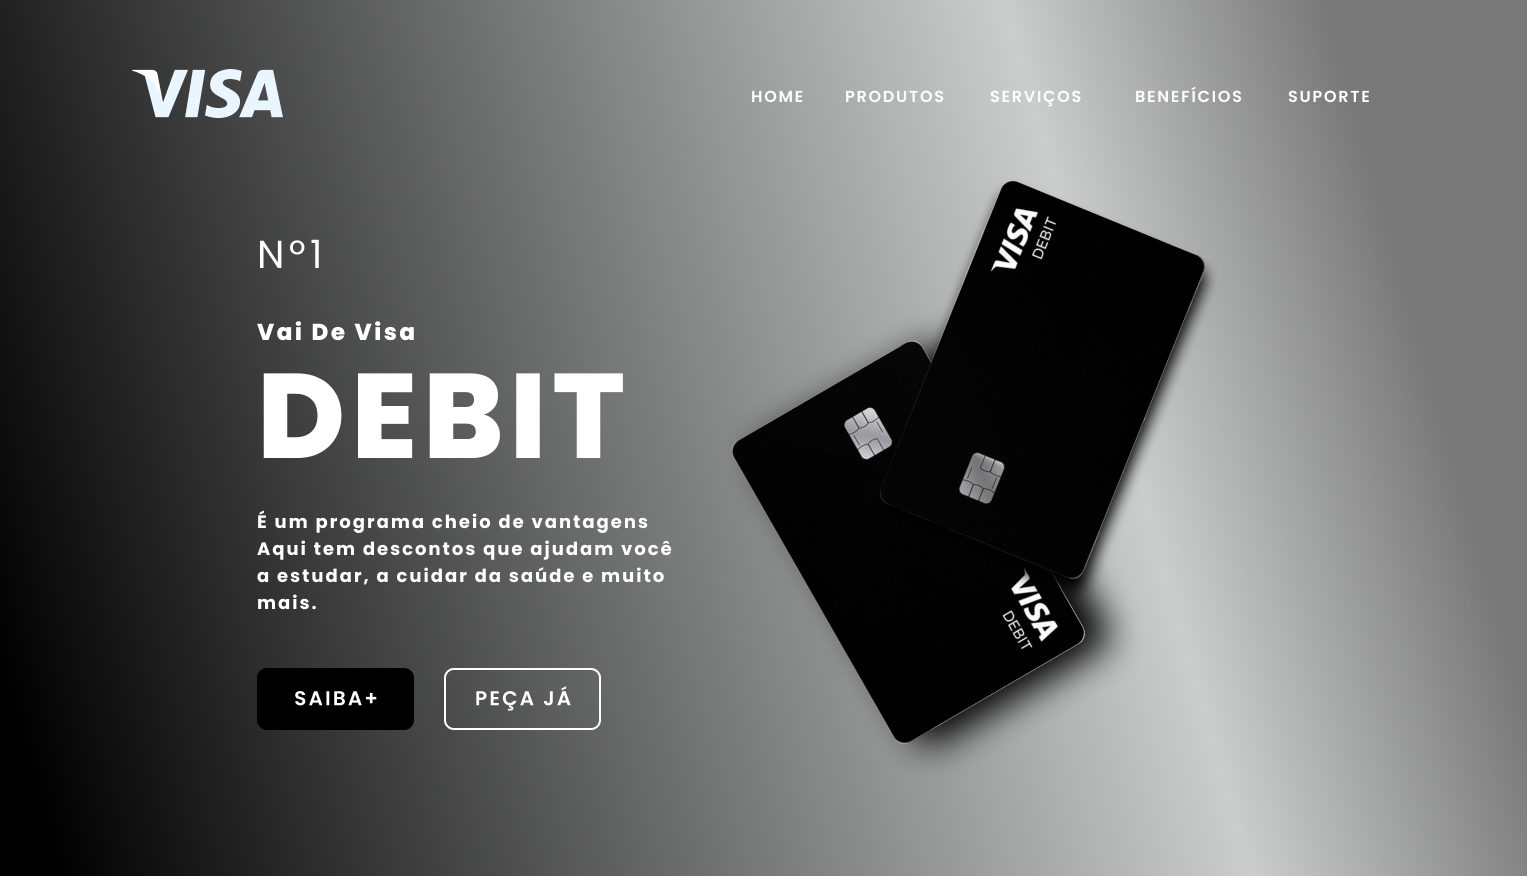 VISA
HOME PRODUTOS SERVIÇOS BENEFÍCIOS SUPORTE
Nº1
Vai De Visa
DEBIT
É um programa cheio de vantagens
Aqui tem descontos que ajudam você
a estudar, a cuidar da saúde e muito
mais.
SAIBA+ PEÇA JÁ
VISA
DEBIT
VISA
DEBIT